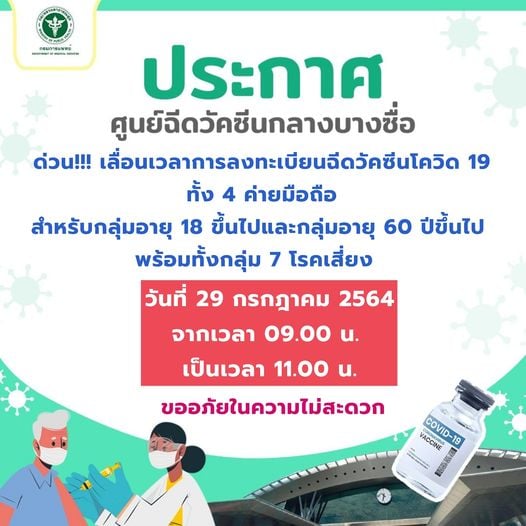 กรมการแพทย์
DEPARTMENT OF MEDICAL SERVICES
ประกาศ
ศูนย์ฉีดวัคซีนกลางบางซื่อ
ด่วน!!! เลื่อนเวลาการลงทะเบียนฉีดวัคซีนโควิด 19
ทั้ง 4 ค่ายมือถือ
สำหรับกลุ่มอายุ 18 ขึ้นไปและกลุ่มอายุ 60 ปีขึ้นไป
พร้อมทั้งกลุ่ม 7 โรคเสี่ยง
วันที่ 29 กรกฎาคม 2564
จากเวลา 09.00 น.
เป็นเวลา 11.00 น.
ขออภัยในความไม่สะดวก
COVID-19
VACCINE